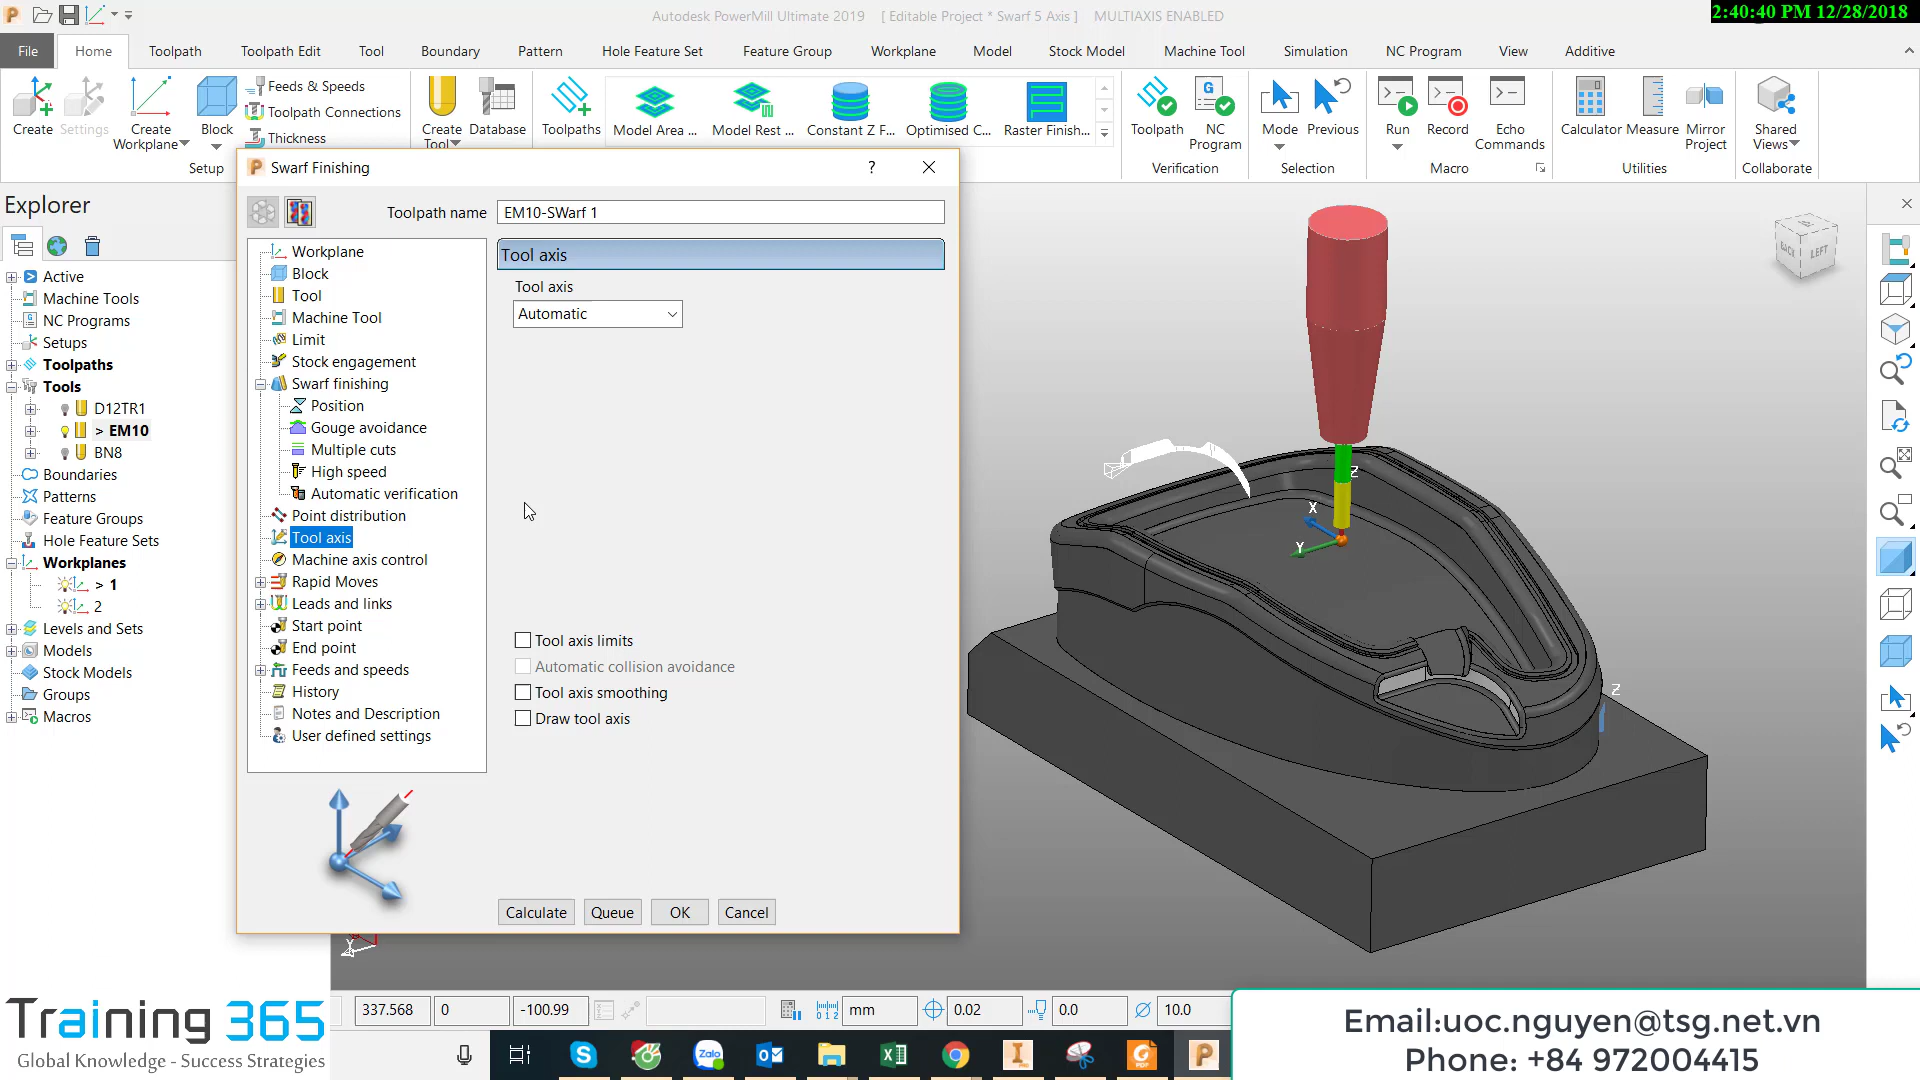 Autodesk PowerMill Ultimate 2019 [ Editable Project * Swarf 5 Axis ] MULTIAXIS ENABLED
2:40:40 PM 12/28/2018
File Home Toolpath Toolpath Edit Tool Boundary Pattern Hole Feature Set Feature Group Workplane Model Stock Model Machine Tool Simulation NC Program View Additive
Create
Settings
Create
Workplane
Block
Feeds & Speeds
Toolpath Connections
Thickness
Setup
Create
Tool
Database
Toolpaths
Model Area ...
Model Rest ...
Constant Z F...
Optimised C...
Raster Finish...
Toolpath
NC
Program
Verification
Mode
Previous
Selection
Run
Record
Echo
Commands
Macro
Calculator
Measure
Mirror
Project
Utilities
Shared
Views
Collaborate
Explorer
Active
Machine Tools
NC Programs
Setups
Toolpaths
Tools
D12TR1
> EM10
BN8
Boundaries
Patterns
Feature Groups
Hole Feature Sets
Workplanes
> 1
2
Levels and Sets
Models
Stock Models
Groups
Macros
Swarf Finishing
?
Toolpath name EM10-SWarf 1
Workplane
Block
Tool
Machine Tool
Limit
Stock engagement
Swarf finishing
Position
Gouge avoidance
Multiple cuts
High speed
Automatic verification
Point distribution
Tool axis
Machine axis control
Rapid Moves
Leads and links
Start point
End point
Feeds and speeds
History
Notes and Description
User defined settings
Tool axis
Tool axis
Automatic
Tool axis limits
Automatic collision avoidance
Tool axis smoothing
Draw tool axis
Calculate Queue OK Cancel
BACK LEFT
Z
X
Y
Z
Y
337.568 0 -100.99 mm 0.02 0.0 10.0
Training 365
Global Knowledge - Success Strategies
Zalo
Email:uoc.nguyen@tsg.net.vn
Phone: +84 972004415